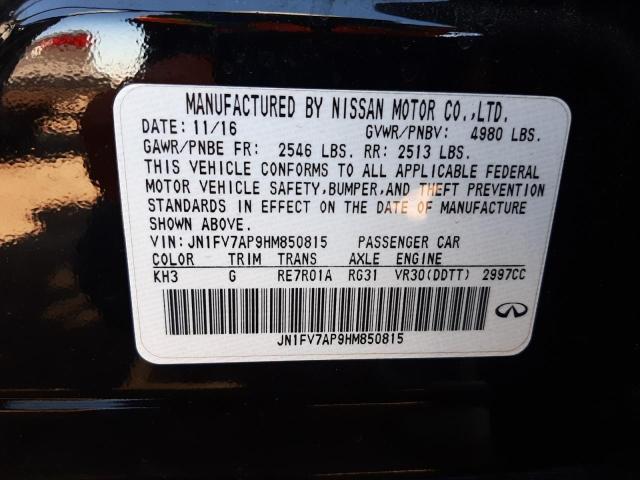 MANUFACTURED BY NISSAN MOTOR CO.,LTD.
DATE: 11/16 GVWR/PNBV: 4980 LBS.
GAWR/PNBE FR: 2546 LBS. RR: 2513 LBS.
THIS VEHICLE CONFORMS TO ALL APPLICABLE FEDERAL
MOTOR VEHICLE SAFETY,BUMPER,AND THEFT PREVENTION
STANDARDS IN EFFECT ON THE DATE OF MANUFACTURE
SHOWN ABOVE.
VIN: JN1FV7AP9HM850815 PASSENGER CAR
COLOR TRIM TRANS AXLE ENGINE
KH3 G RE7R01A RG31 VR30(DDTT) 2997CC
JN1FV7AP9HM850815